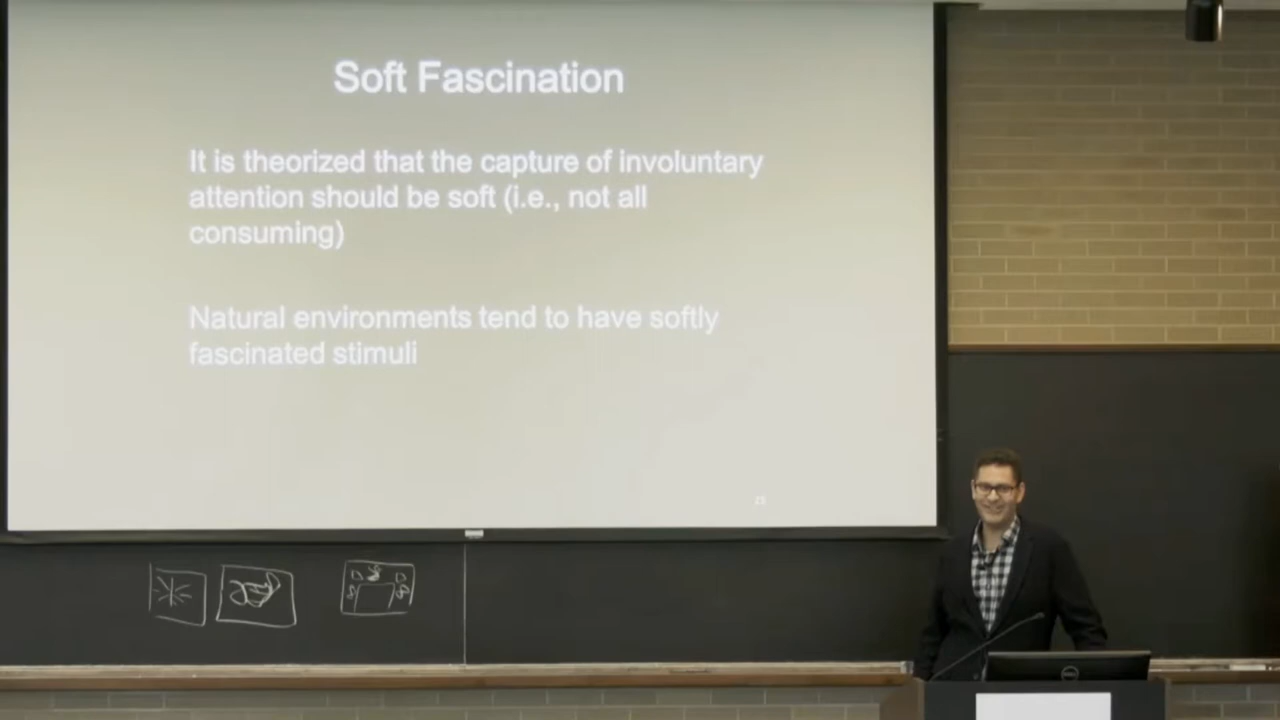 Soft Fascination
It is theorized that the capture of involuntary
attention should be soft (i.e., not all
consuming)
Natural environments tend to have softly
fascinated stimuli
25